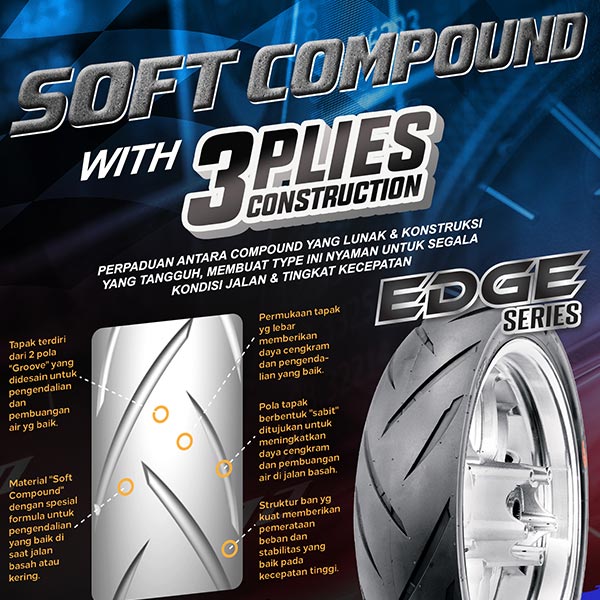 SOFT COMPOUND
WITH 3PLIES
CONSTRUCTION
PERPADUAN ANTARA COMPOUND YANG LUNAK & KONSTRUKSI
YANG TANGGUH, MEMBUAT TYPE INI NYAMAN UNTUK SEGALA
KONDISI JALAN & TINGKAT KECEPATAN
EDGE
SERIES
Tapak terdiri
dari 2 pola
"Groove" yang
didesain untuk
pengendalian
dan
pembuangan
air yg baik.
Permukaan tapak
yg lebar
memberikan
daya cengkram
dan pengenda-
lian yg baik.
Pola tapak
berbentuk "sabit"
ditujukan untuk
meningkatkan
daya cengkram
dan pembuangan
air di jalan basah.
Material "Soft
Compound"
dengan spesial
formula untuk
pengendalian
yang baik di
saat jalan
basah atau
kering.
Struktur ban yg
kuat memberikan
pemerataan
beban dan
stabilitas yang
baik pada
kecepatan tinggi.